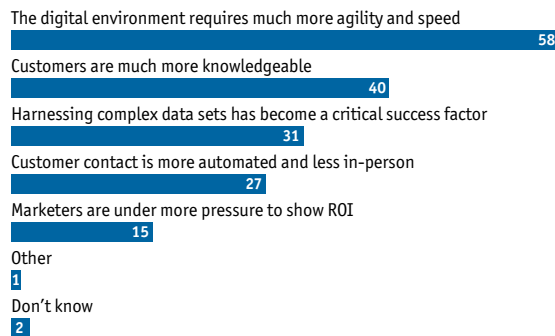 The digital environment requires much more agility and speed
58
Customers are much more knowledgeable
40
Harnessing complex data sets has become a critical success factor
31
Customer contact is more automated and less in-person
27
Marketers are under more pressure to show ROI
15
Other
1
Don’t know
2